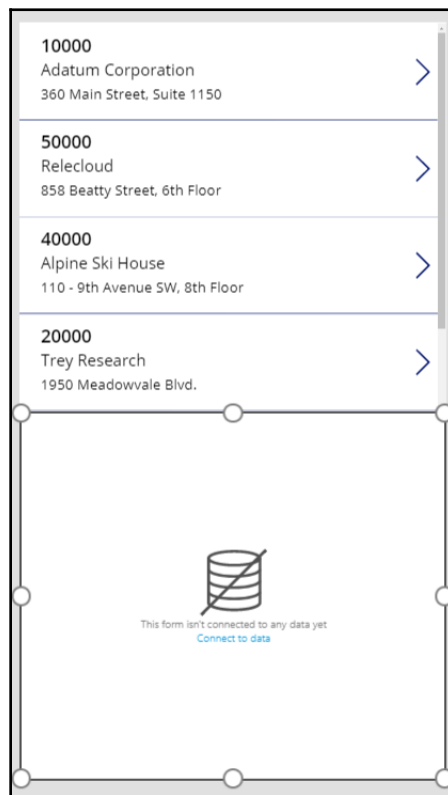 10000
Adatum Corporation
360 Main Street, Suite 1150
50000
Relecloud
858 Beatty Street, 6th Floor
40000
Alpine Ski House
110 - 9th Avenue SW, 8th Floor
20000
Trey Research
1950 Meadowvale Blvd.
This form isn't connected to any data yet
Connect to data